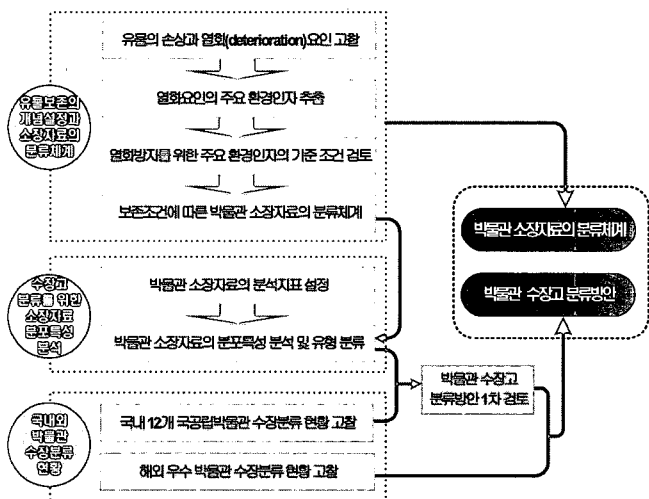 유물의 손상과 열화(deterioration)요인 고찰
유물보존의
개념설정과
소장자료의
분류체계
열화요인의 주요 환경인자 추출
열화방지를 위한 주요 환경인자의 기준 조건 검토
보존조건에 따른 박물관 소장자료의 분류체계
수장고
분류를 위한
소장자료
분포특성
분석
박물관 소장자료의 분석지표 설정
박물관 소장자료의 분포특성 분석 및 유형 분류
국내외
박물관
수장분류
현황
국내 12개 국공립박물관 수장분류 현황 고찰
해외 우수 박물관 수장분류 현황 고찰
박물관 수장고
분류방안 1차 검토
박물관 소장자료의 분류체계
박물관 수장고 분류방안